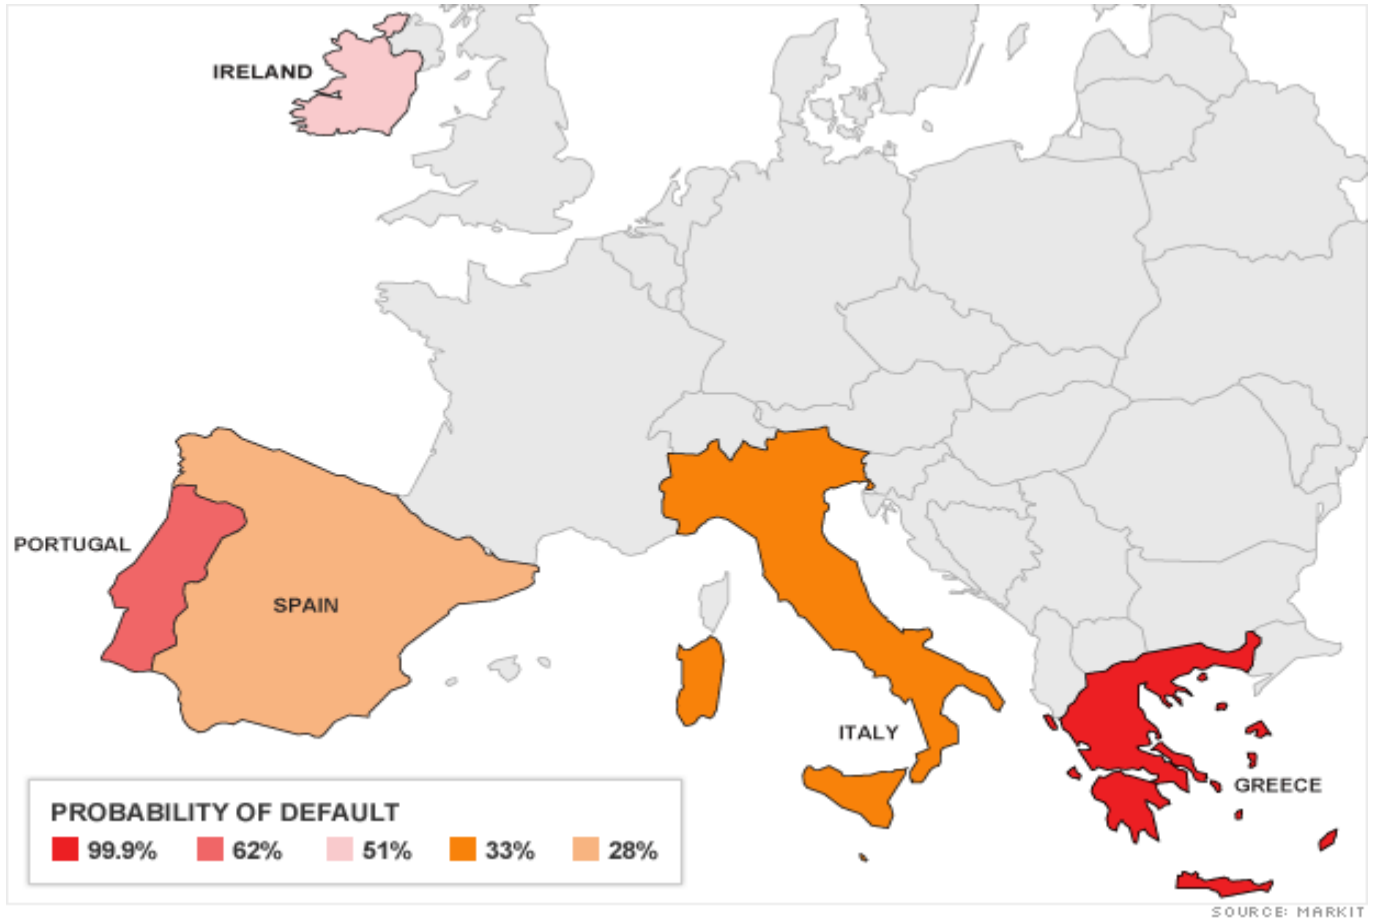 IRELAND
PORTUGAL
SPAIN
ITALY
GREECE
PROBABILITY OF DEFAULT
99.9% 62% 51% 33% 28%
SOURCE: MARKIT